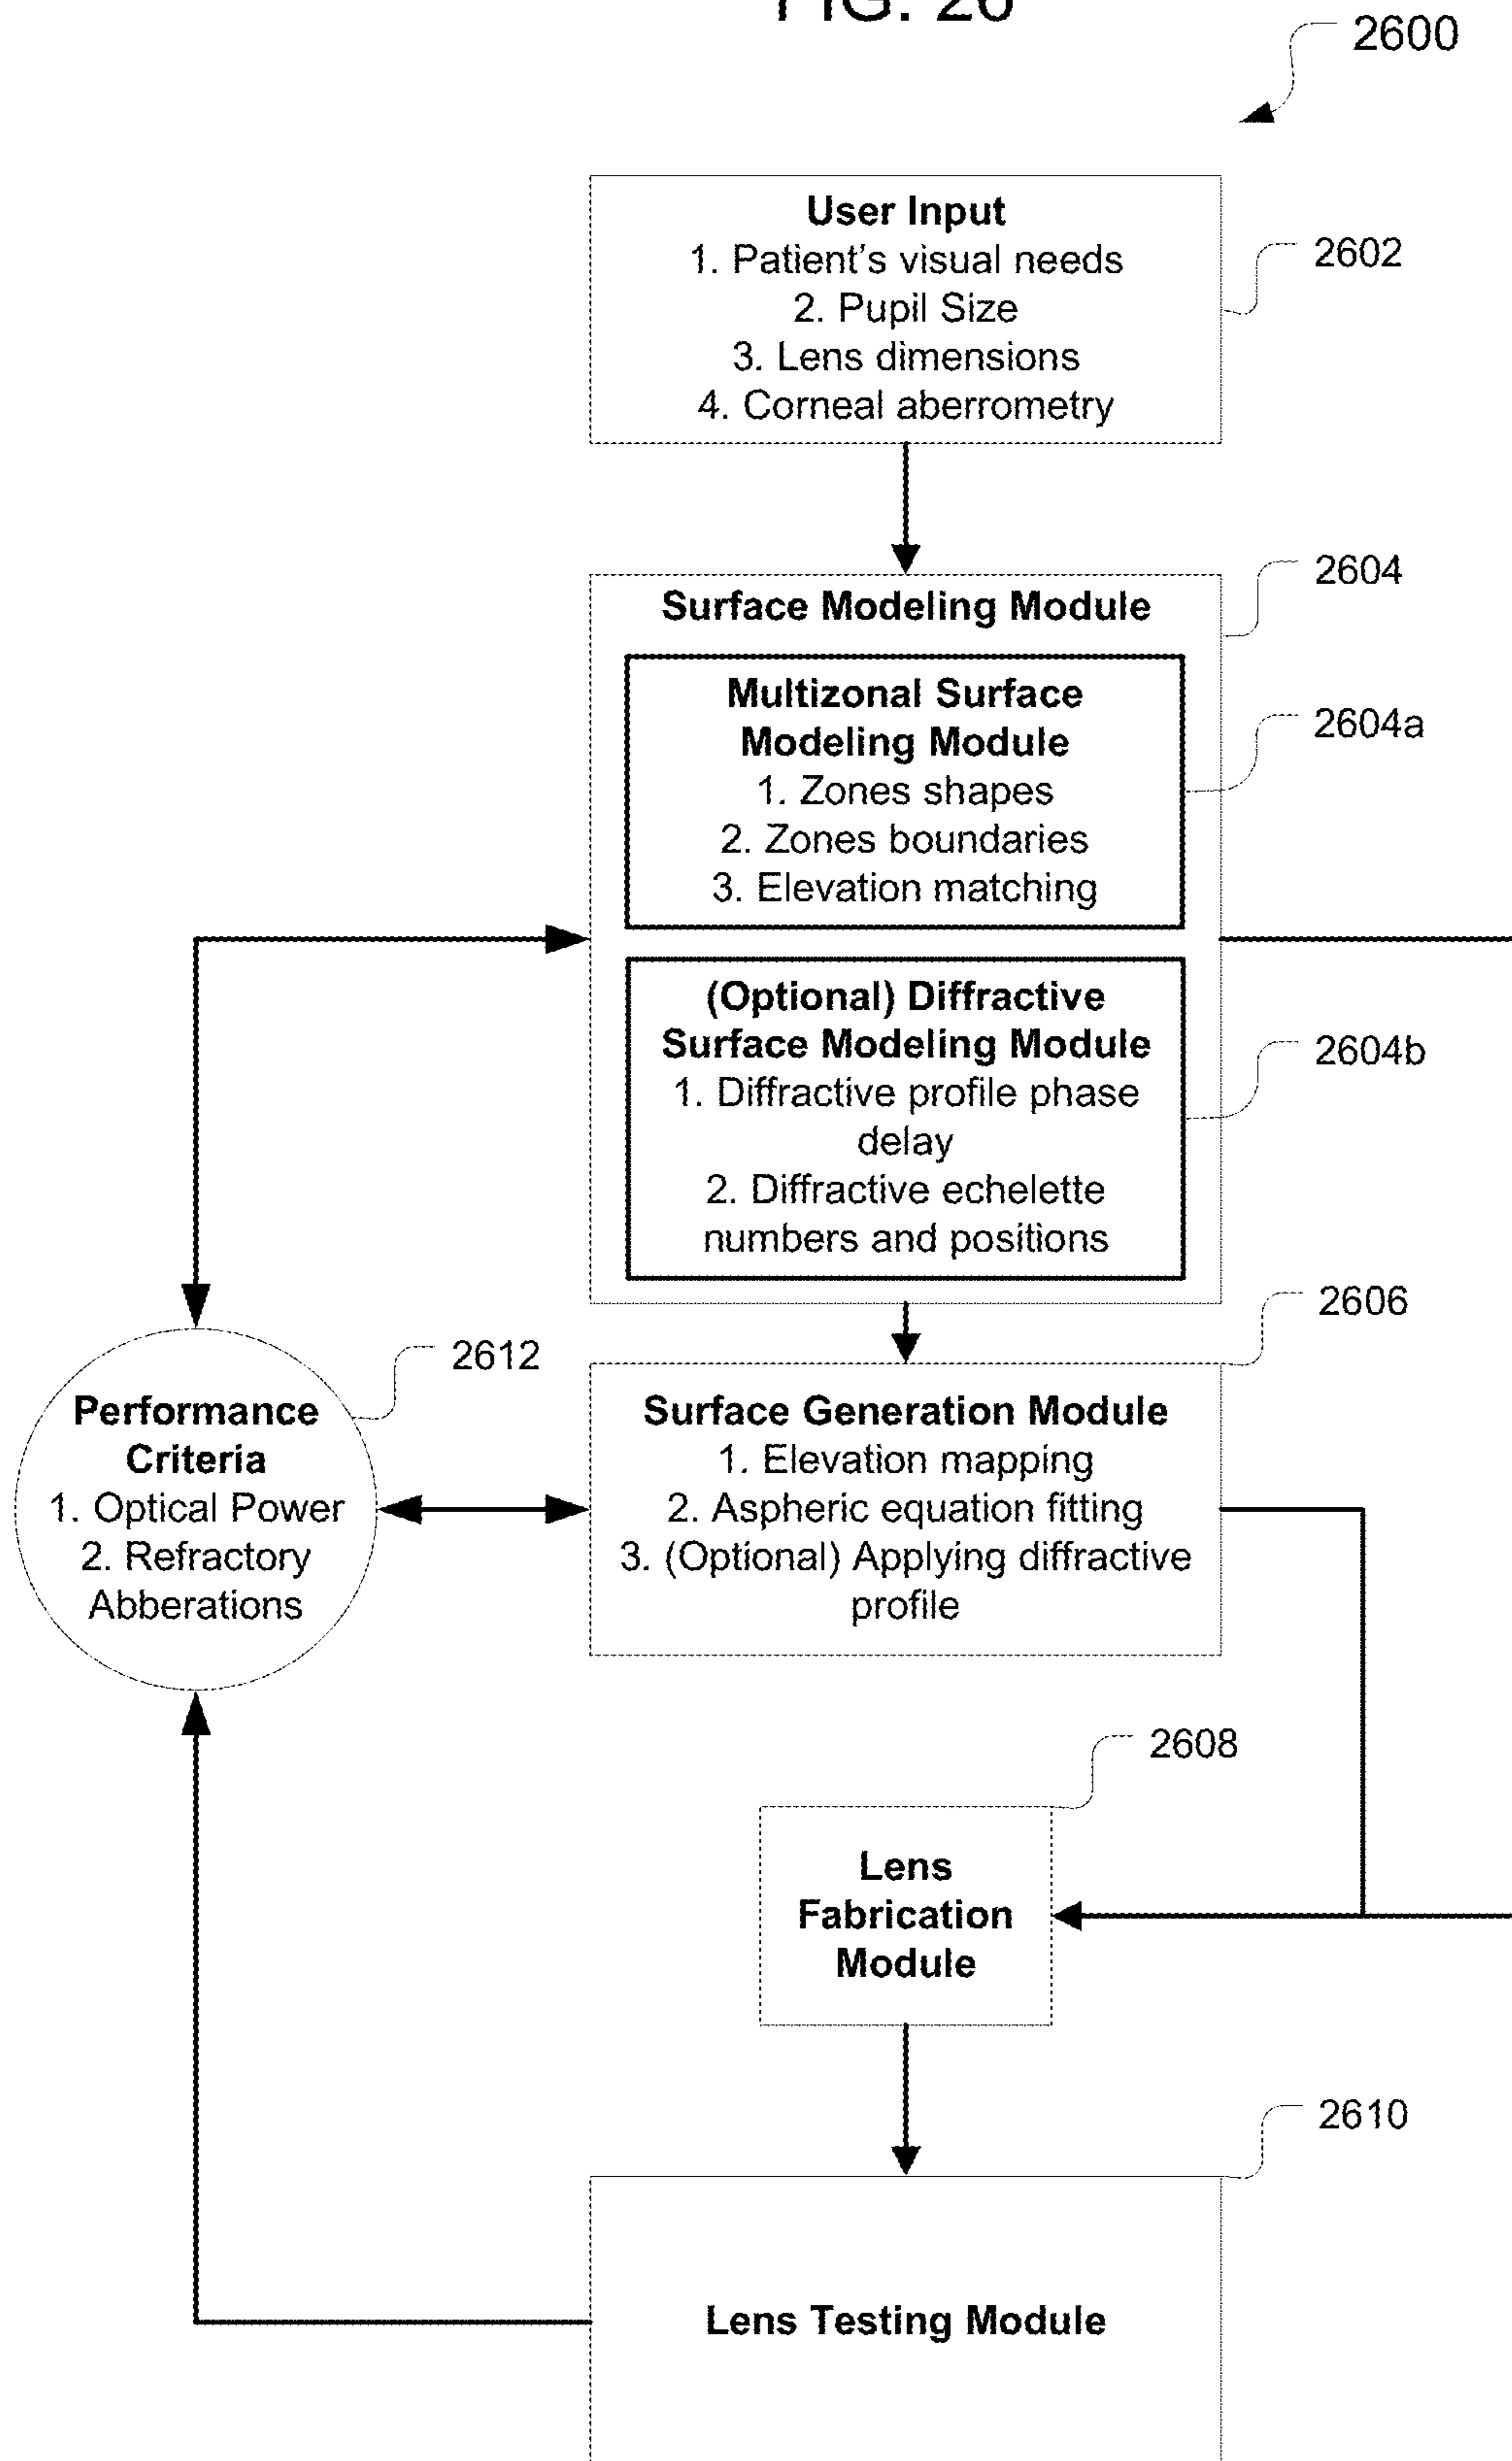 FIG. 26
2600
User Input
1. Patient's visual needs
2. Pupil Size
3. Lens dimensions
4. Corneal aberrometry
2602
Surface Modeling Module
2604
Multizonal Surface
Modeling Module
1. Zones shapes
2. Zones boundaries
3. Elevation matching
2604a
(Optional) Diffractive
Surface Modeling Module
1. Diffractive profile phase
delay
2. Diffractive echelette
numbers and positions
2604b
2606
Surface Generation Module
1. Elevation mapping
2. Aspheric equation fitting
3. (Optional) Applying diffractive
profile
2612
Performance
Criteria
1. Optical Power
2. Refractory
Abberations
2608
Lens
Fabrication
Module
2610
Lens Testing Module